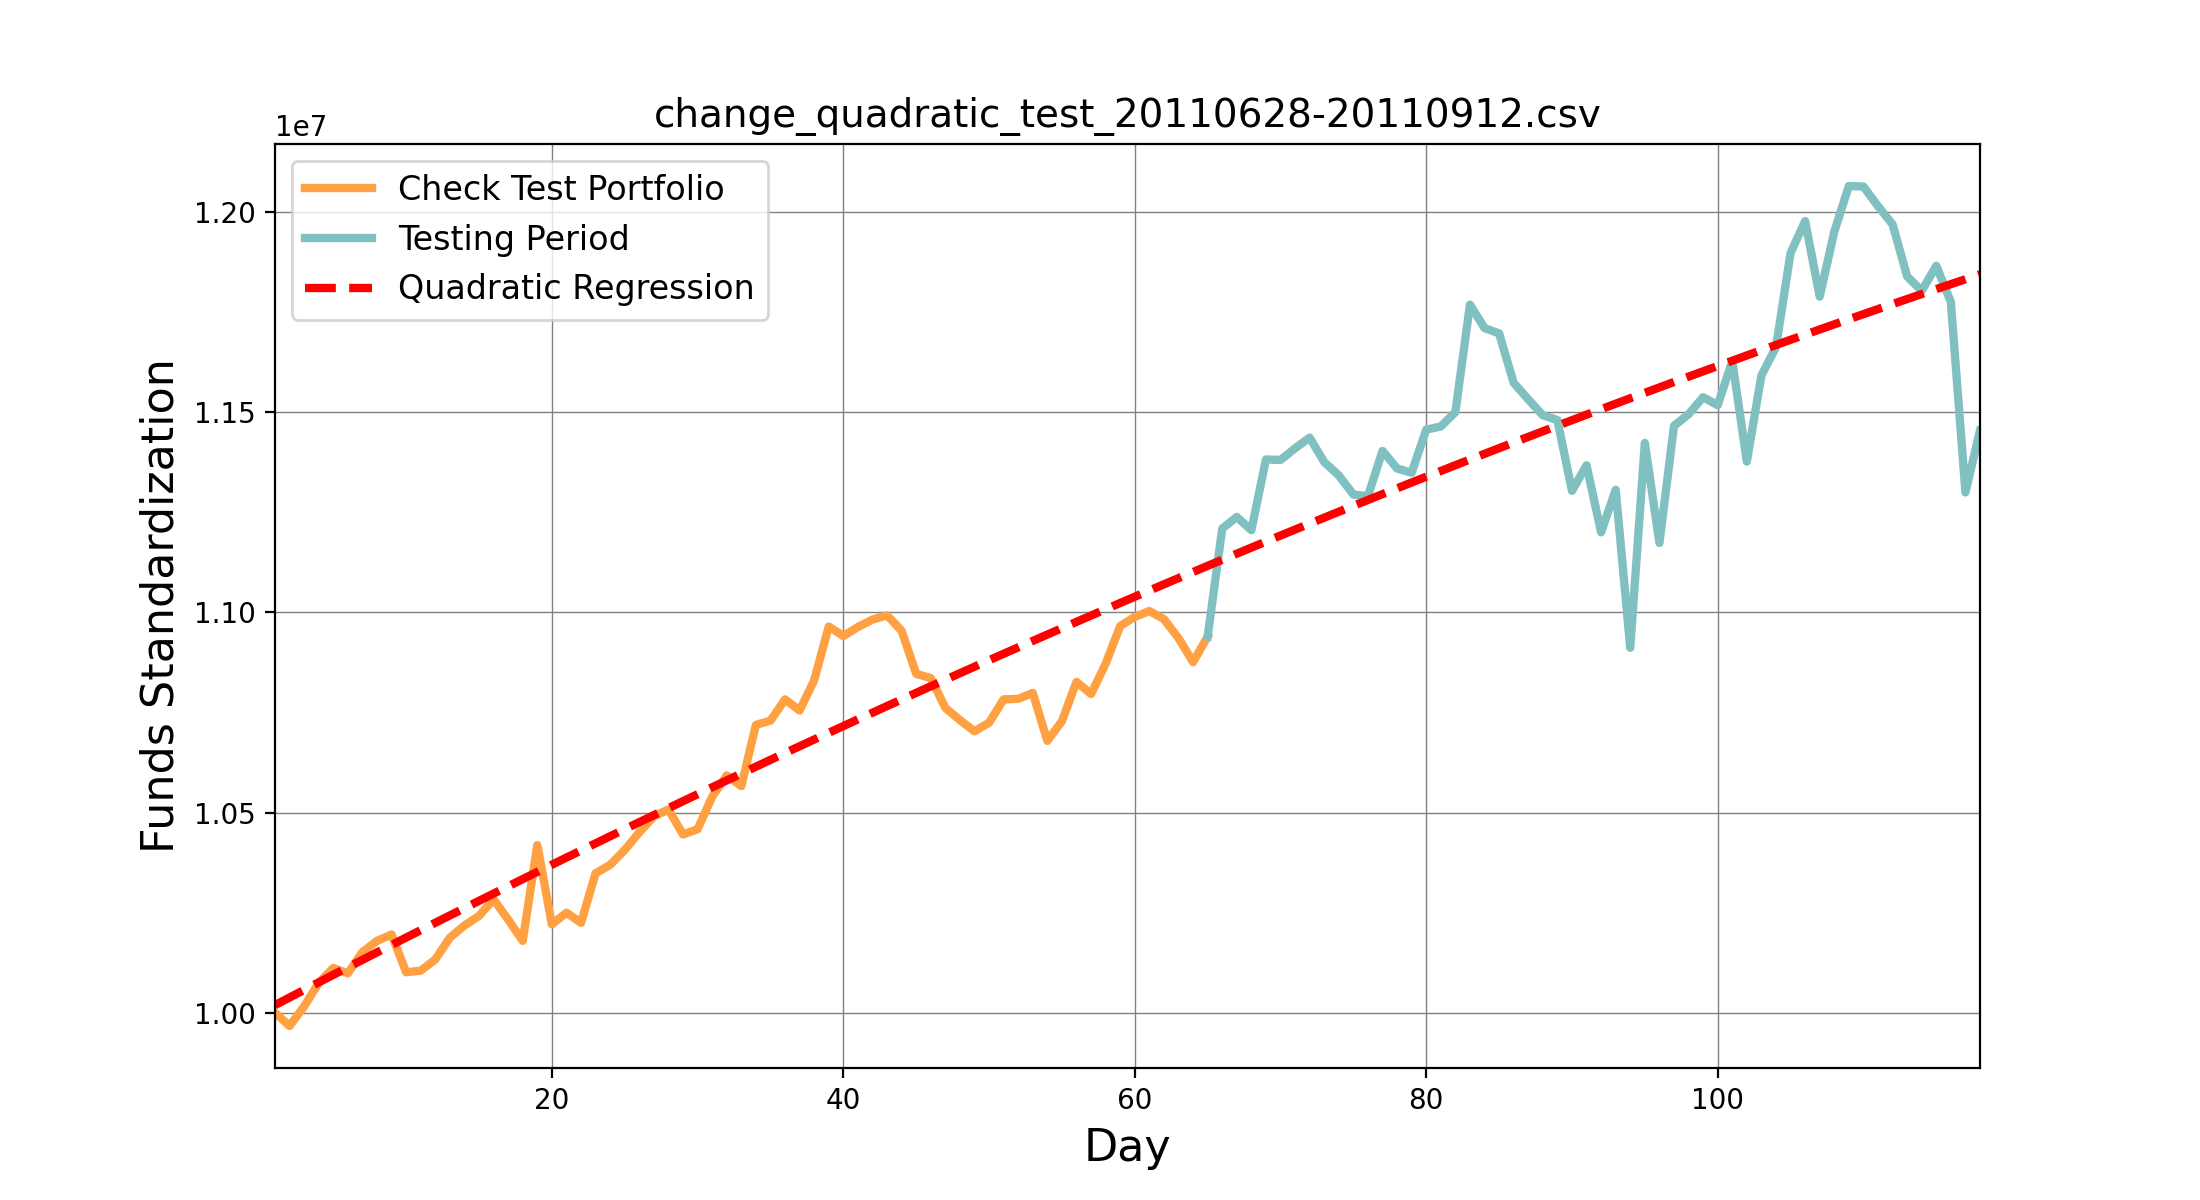 change_quadratic_test_20110628-20110912.csv
1e7
Check Test Portfolio
Testing Period
Quadratic Regression
1.20
1.15
1.10
1.05
1.00
Funds Standardization
20 40 60 80 100
Day